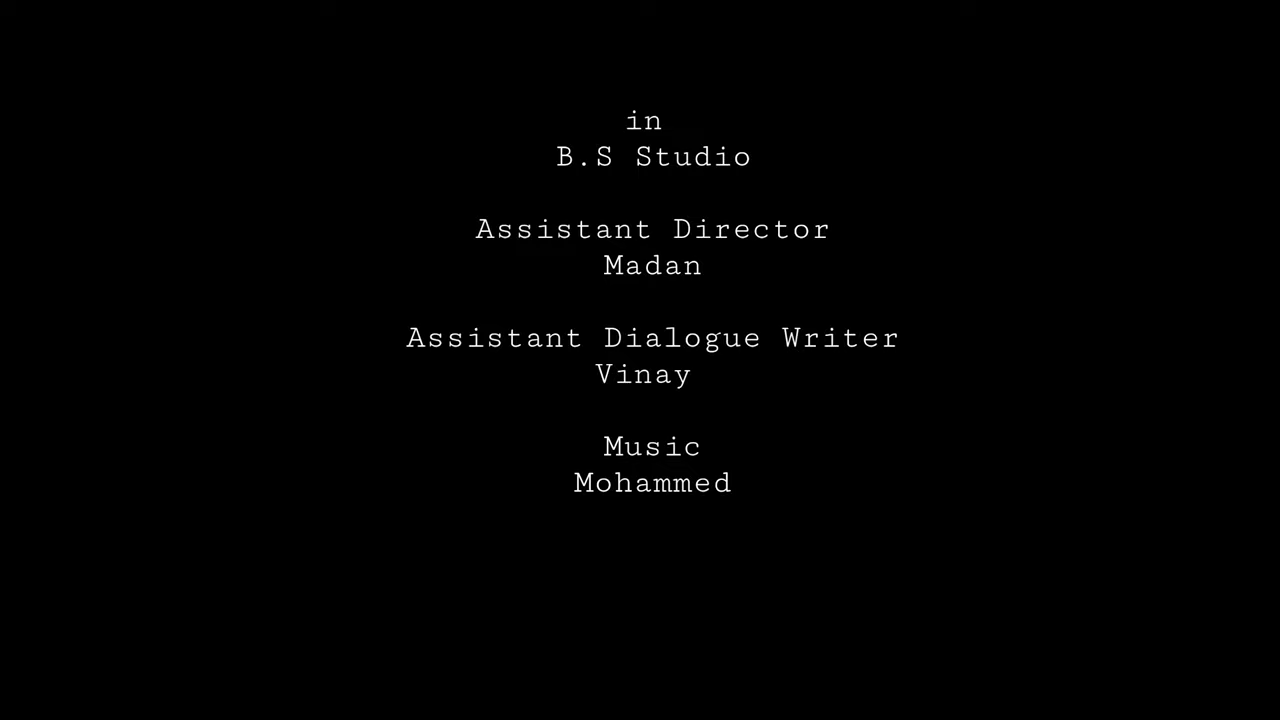 in
B.S Studio
Assistant Director
Madan
Assistant Dialogue Writer
Vinay
Music
Mohammed